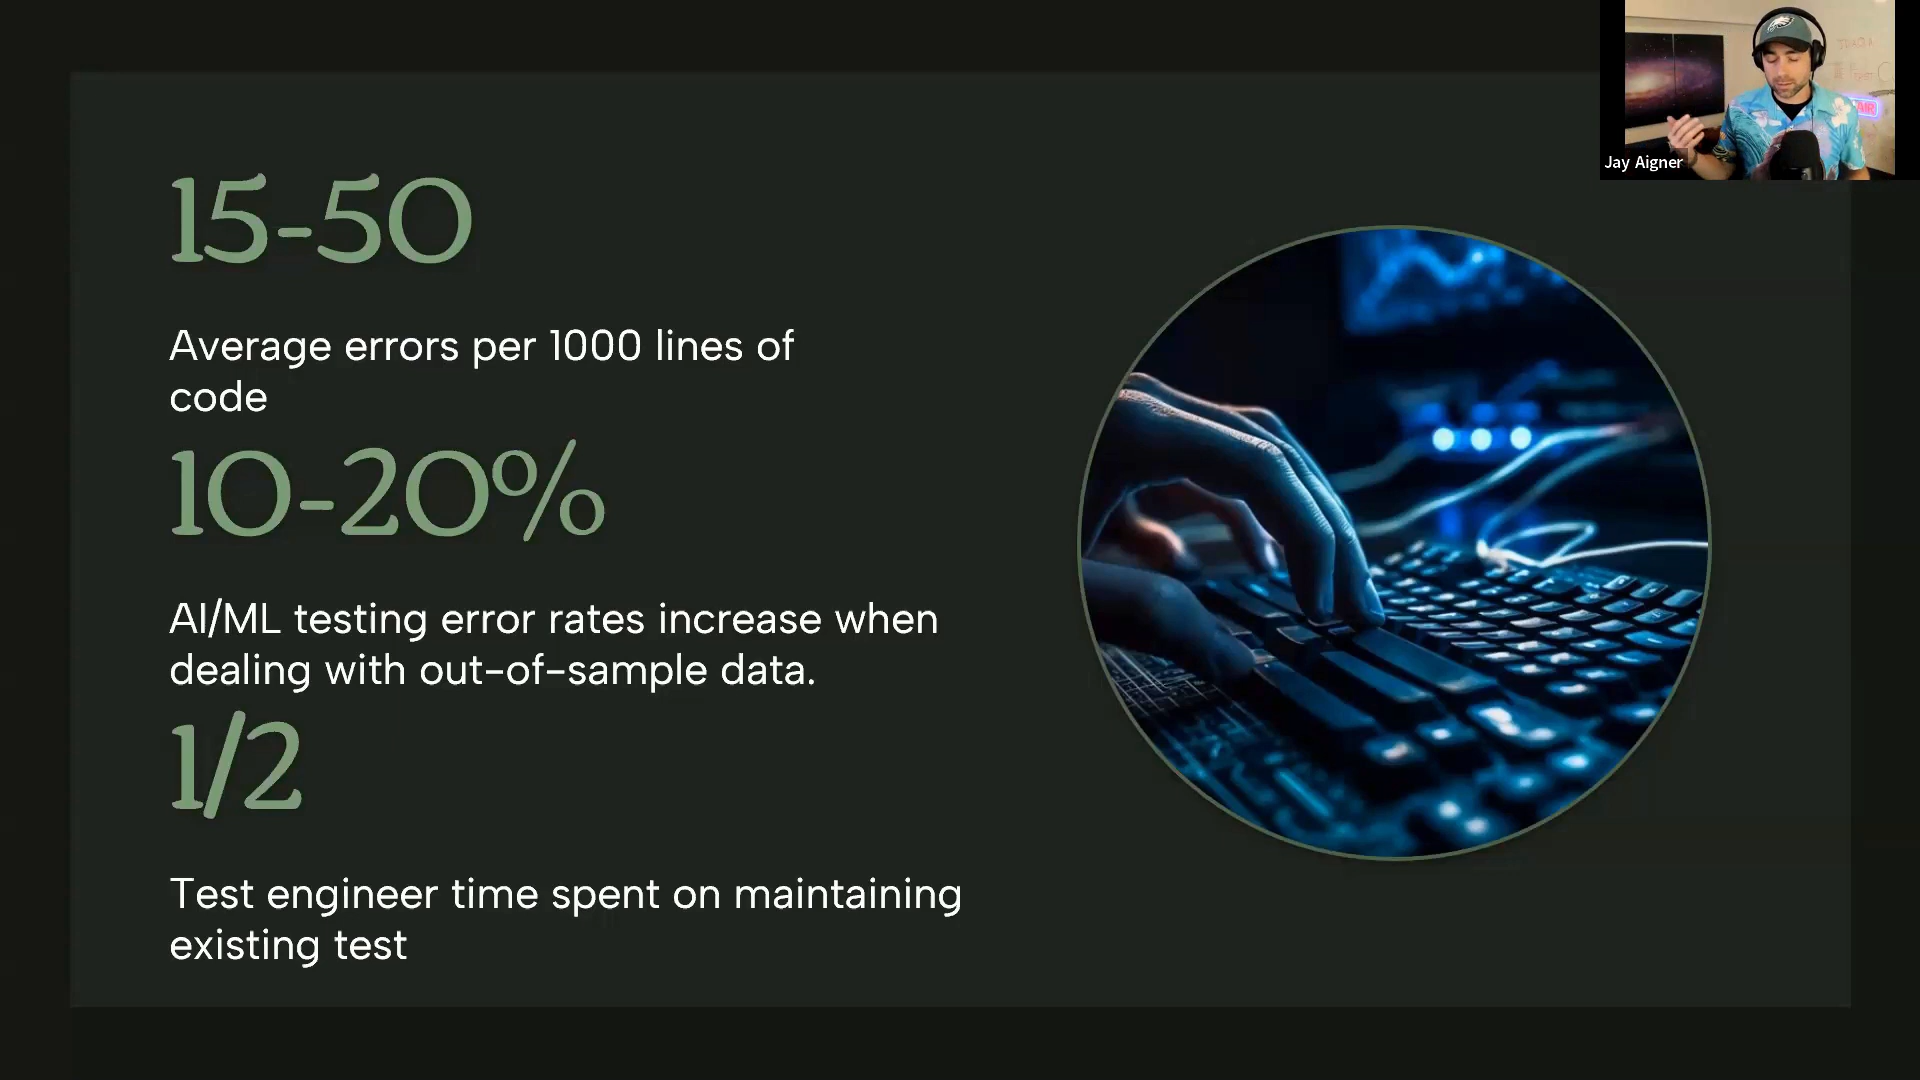 15-50
Average errors per 1000 lines of
code
10-20%
AI/ML testing error rates increase when
dealing with out-of-sample data.
1/2
Test engineer time spent on maintaining
existing test
Jay Aigner
AIR